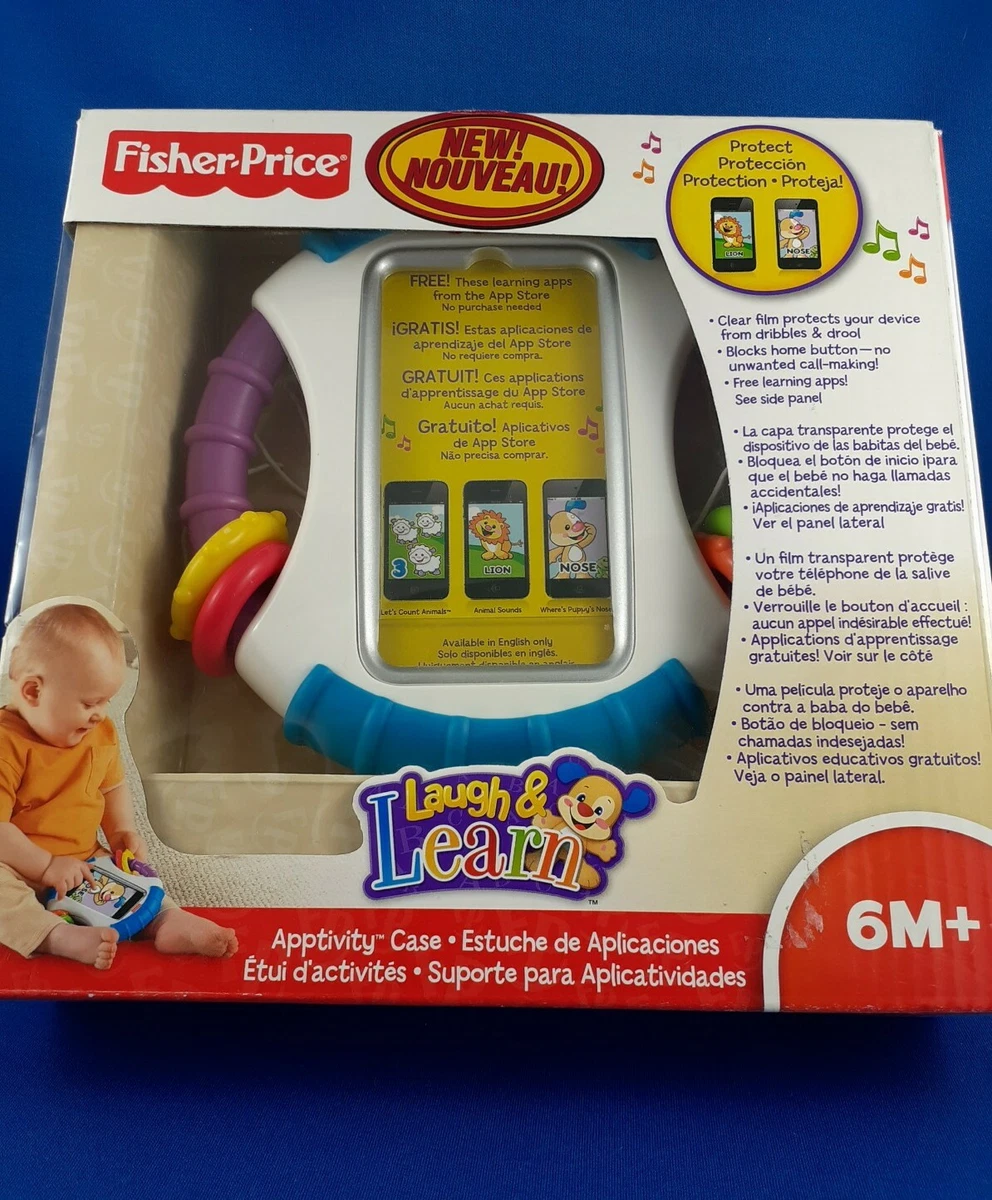 Fisher-Price®
NEW!
NOUVEAU!
Protect
Protección
Protection • Proteja!
LION
NOSE
FREE! These learning apps
from the App Store
No purchase needed
¡GRATIS! Estas aplicaciones de
aprendizaje del App Store
No requiere compra.
GRATUIT! Ces applications
d'apprentissage du App Store
Aucun achat requis.
Gratuito! Aplicativos
de App Store
Não precisa comprar.
3
LION
NOSE
Let's Count Animals™
Animal Sounds
Where's Puppy's Nose
Available in English only
Solo disponibles en inglés.
Uniquement disponible en anglais
• Clear film protects your device
from dribbles & drool
• Blocks home button—no
unwanted call-making!
• Free learning apps!
See side panel
• La capa transparente protege el
dispositivo de las babitas del bebé.
• Bloquea el botón de inicio ¡para
que el bebé no haga llamadas
accidentales!
• ¡Aplicaciones de aprendizaje gratis!
Ver el panel lateral
• Un film transparent protège
votre téléphone de la salive
de bébé.
• Verrouille le bouton d'accueil :
aucun appel indésirable effectué!
• Applications d'apprentissage
gratuites! Voir sur le côté
• Uma película proteje o aparelho
contra a baba do bebê.
• Botão de bloqueio - sem
chamadas indesejadas!
• Aplicativos educativos gratuitos!
Veja o painel lateral.
Laugh &
Learn™
Apptivity™ Case • Estuche de Aplicaciones
Étui d'activités • Suporte para Aplicatividades
6M+